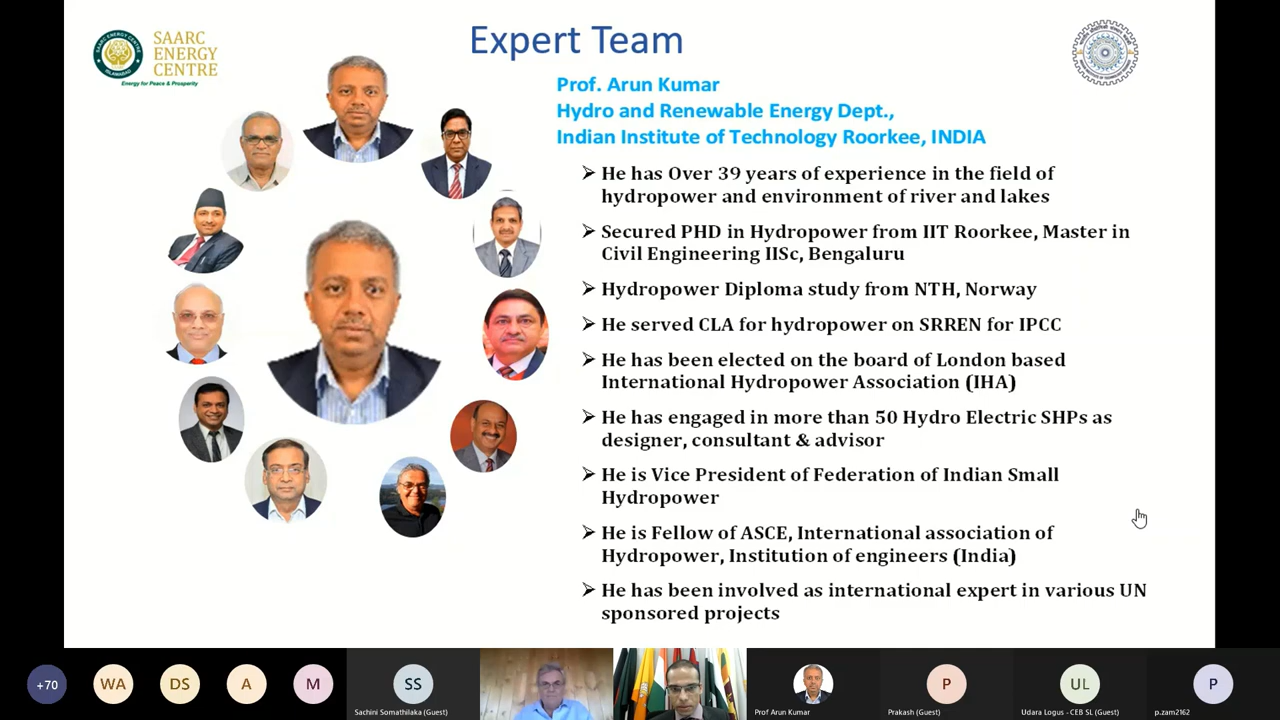 SAARC
ENERGY
CENTRE
Energy for Peace & Prosperity
Expert Team
Prof. Arun Kumar
Hydro and Renewable Energy Dept.,
Indian Institute of Technology Roorkee, INDIA
➢ He has Over 39 years of experience in the field of
hydropower and environment of river and lakes
➢ Secured PHD in Hydropower from IIT Roorkee, Master in
Civil Engineering IISc, Bengaluru
➢ Hydropower Diploma study from NTH, Norway
➢ He served CLA for hydropower on SRREN for IPCC
➢ He has been elected on the board of London based
International Hydropower Association (IHA)
➢ He has engaged in more than 50 Hydro Electric SHPs as
designer, consultant & advisor
➢ He is Vice President of Federation of Indian Small
Hydropower
➢ He is Fellow of ASCE, International association of
Hydropower, Institution of engineers (India)
➢ He has been involved as international expert in various UN
sponsored projects
+70
WA
DS
A
M
SS
Sachini Somathilaka (Guest)
Prof Arun Kumar
P
Prakash (Guest)
UL
Udara Logus - CEB SL (Guest)
P
p.zam2162